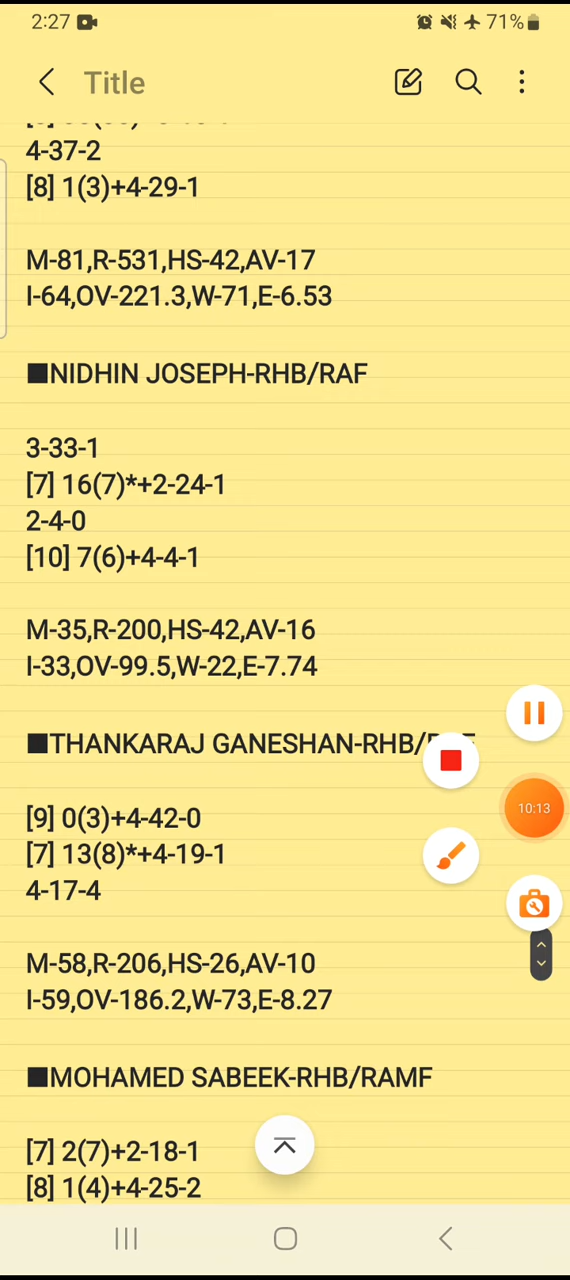 2:27
71%
Title
4-37-2
[8] 1(3)+4-29-1
M-81,R-531,HS-42,AV-17
I-64,OV-221.3,W-71,E-6.53
■NIDHIN JOSEPH-RHB/RAF
3-33-1
[7] 16(7)*+2-24-1
2-4-0
[10] 7(6)+4-4-1
M-35,R-200,HS-42,AV-16
I-33,OV-99.5,W-22,E-7.74
■THANKARAJ GANESHAN-RHB/
10:13
[9] 0(3)+4-42-0
[7] 13(8)*+4-19-1
4-17-4
M-58,R-206,HS-26,AV-10
I-59,OV-186.2,W-73,E-8.27
■MOHAMED SABEEK-RHB/RAMF
[7] 2(7)+2-18-1
[8] 1(4)+4-25-2